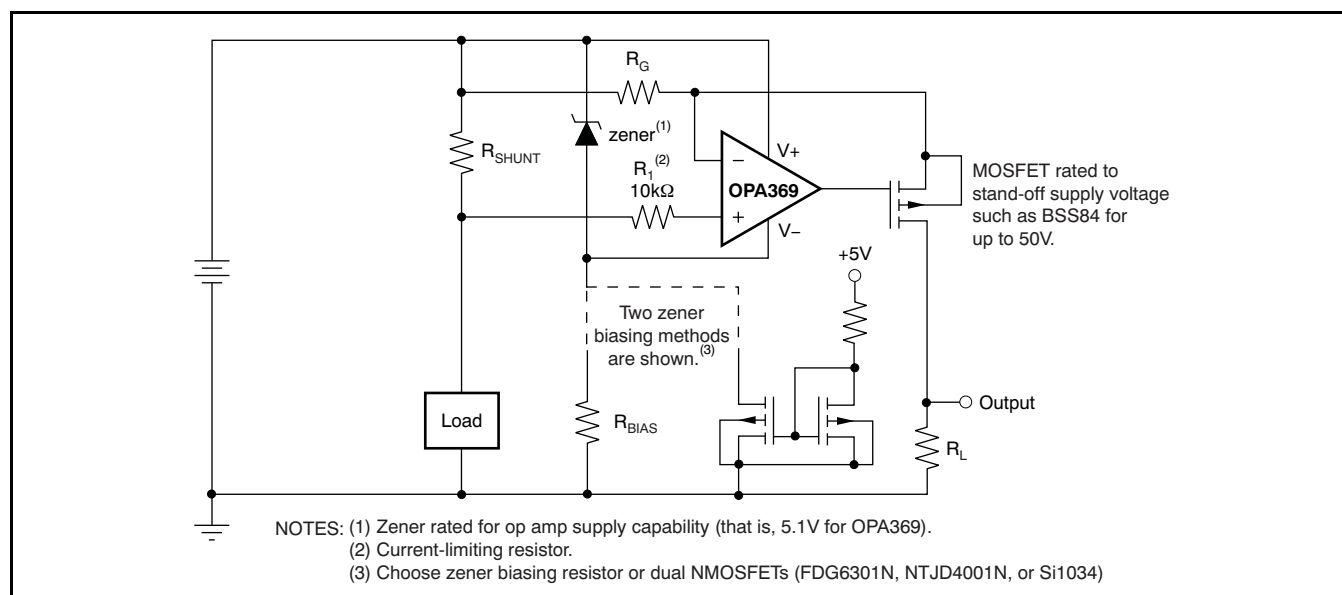 R_G
zener(1)
R_SHUNT
R_1(2)
10kΩ
−
+
OPA369
V+
V−
MOSFET rated to
stand-off supply voltage
such as BSS84 for
up to 50V.
+5V
Two zener
biasing methods
are shown.(3)
Load
R_BIAS
Output
R_L
NOTES: (1) Zener rated for op amp supply capability (that is, 5.1V for OPA369).
(2) Current-limiting resistor.
(3) Choose zener biasing resistor or dual NMOSFETs (FDG6301N, NTJD4001N, or Si1034)